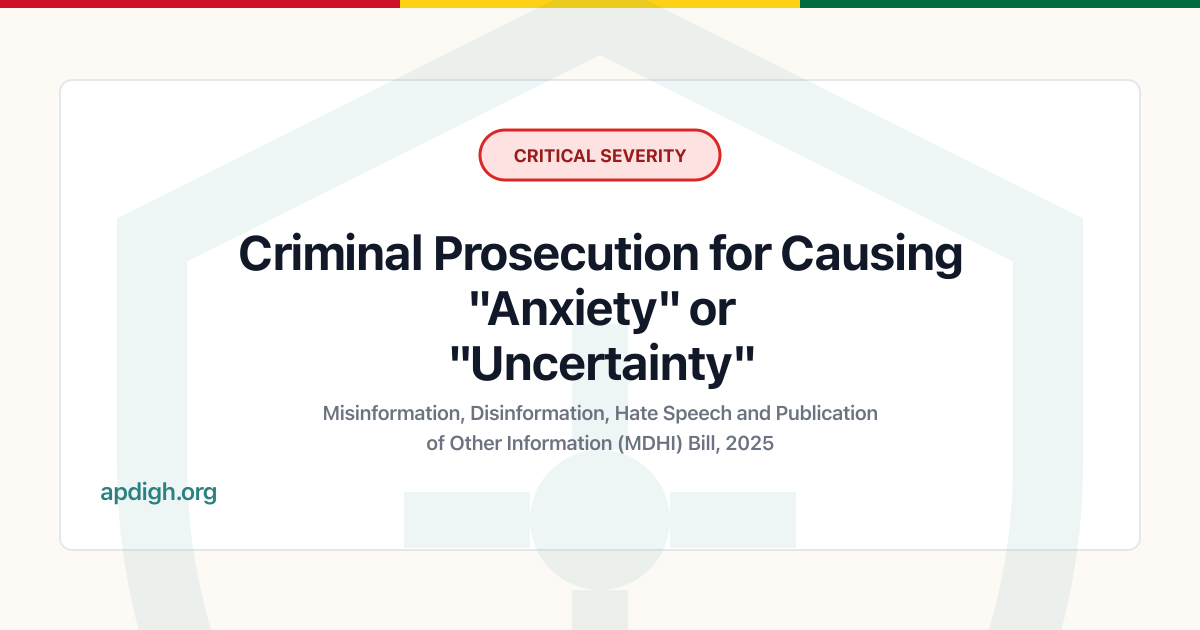 CRITICAL SEVERITY
Criminal Prosecution for Causing
"Anxiety" or
"Uncertainty"
Misinformation, Disinformation, Hate Speech and Publication
of Other Information (MDHI) Bill, 2025
apdigh.org